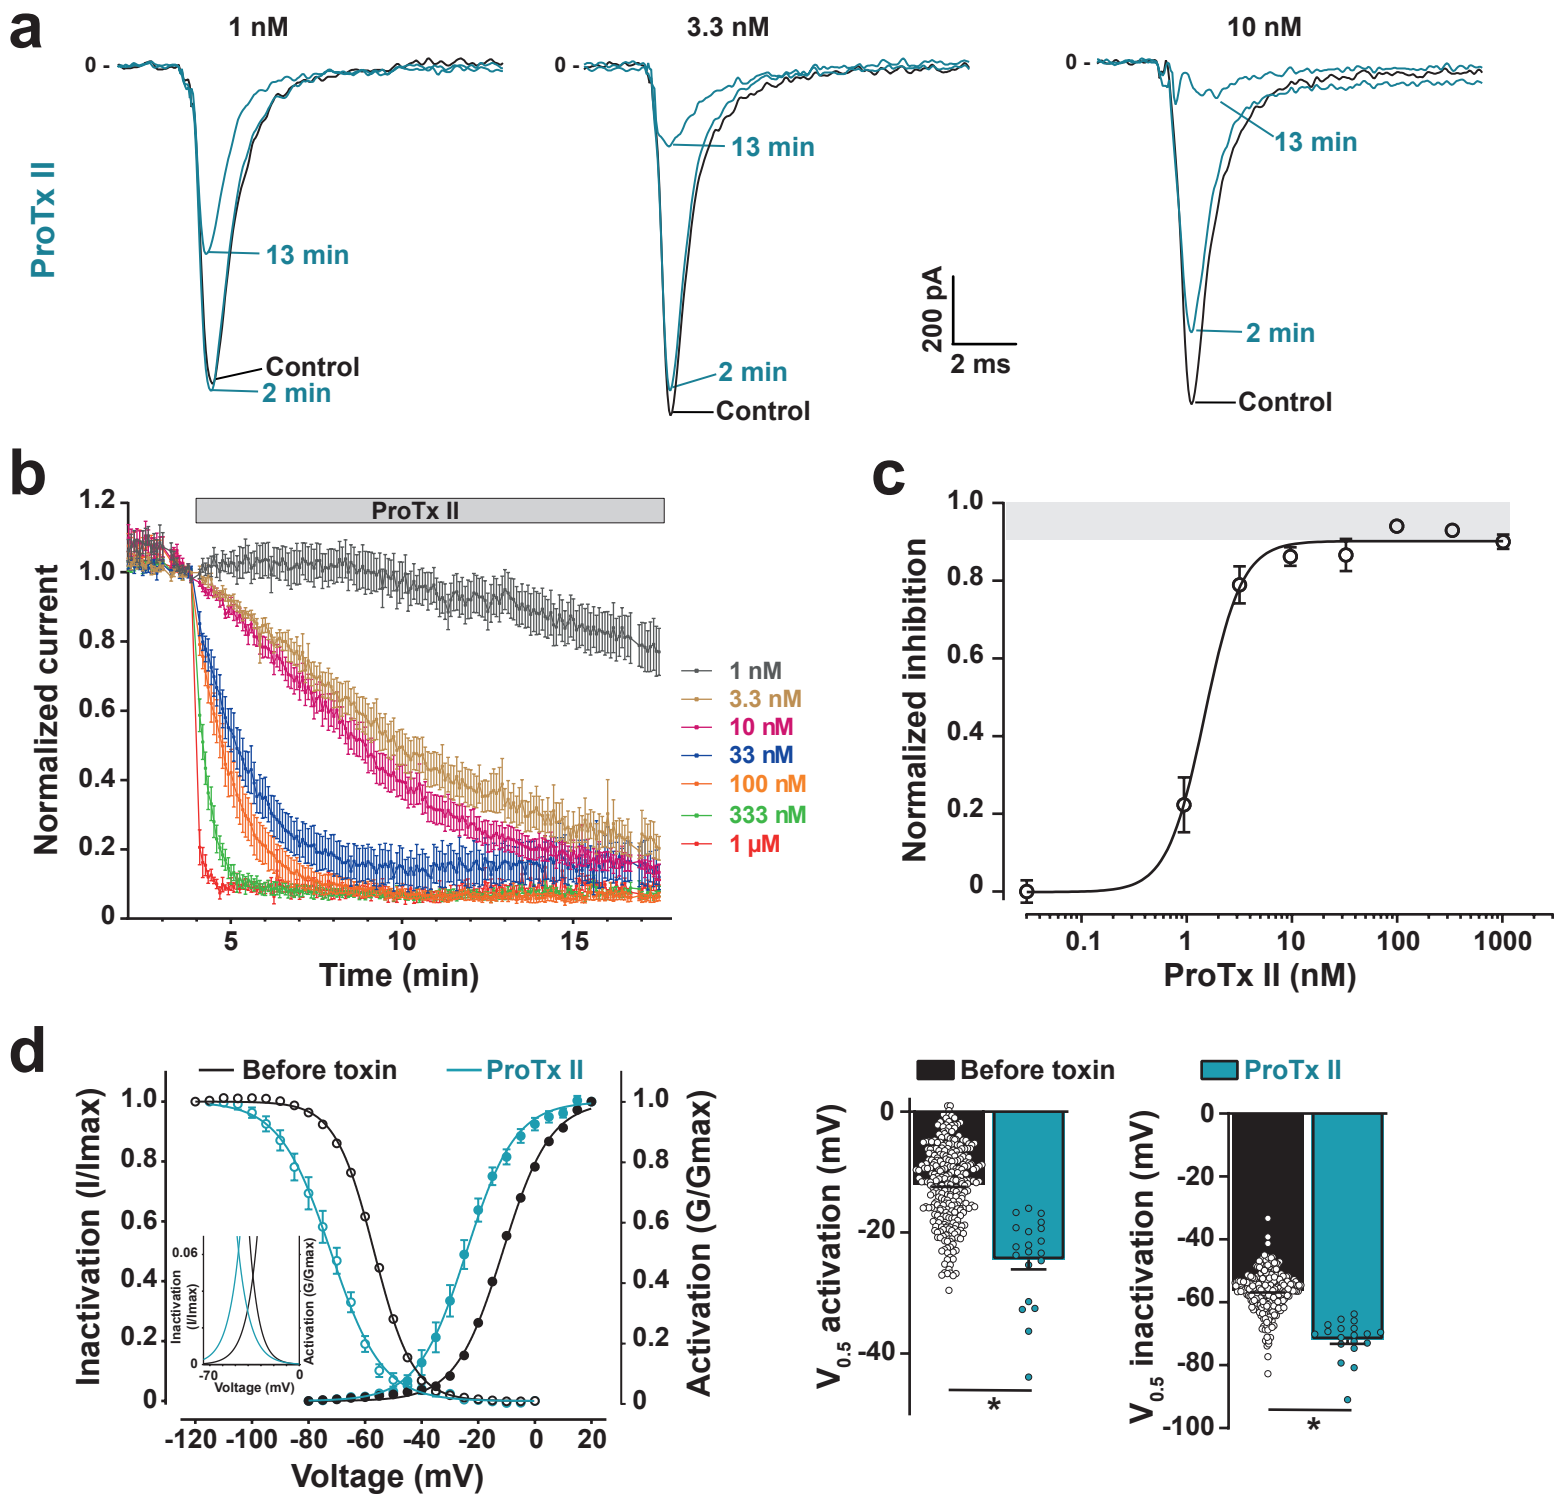 a
1 nM
3.3 nM
10 nM
0 -
0 -
0 -
ProTx II
13 min
Control
2 min
13 min
2 min
Control
13 min
2 min
Control
200 pA
2 ms
b
ProTx II
Normalized current
1.2
1.0
0.8
0.6
0.4
0.2
0
5
10
15
Time (min)
1 nM
3.3 nM
10 nM
33 nM
100 nM
333 nM
1 µM
c
Normalized inhibition
1.0
0.8
0.6
0.4
0.2
0
0.1
1
10
100
1000
ProTx II (nM)
d
Before toxin
ProTx II
Inactivation (I/Imax)
1.0
0.8
0.6
0.4
0.2
0
Activation (G/Gmax)
1.0
0.8
0.6
0.4
0.2
0
-120 -100 -80 -60 -40 -20 0 20
Voltage (mV)
Inactivation
(I/Imax)
0.06
0
Activation (G/Gmax)
-70
0
Voltage (mV)
Before toxin
ProTx II
V0.5 activation (mV)
0
-20
-40
*
V0.5 inactivation (mV)
0
-20
-40
-60
-80
-100
*